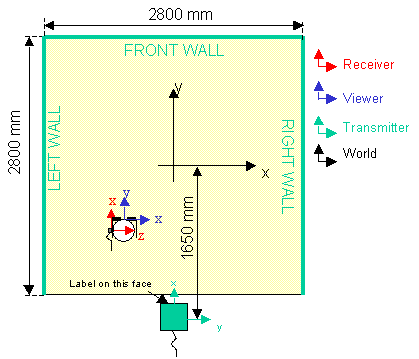 2800 mm
FRONT WALL
2800 mm
LEFT WALL
RIGHT WALL
Y
X
1650 mm
Receiver
Viewer
Transmitter
World
x
y
x
z
Label on this face
x
y